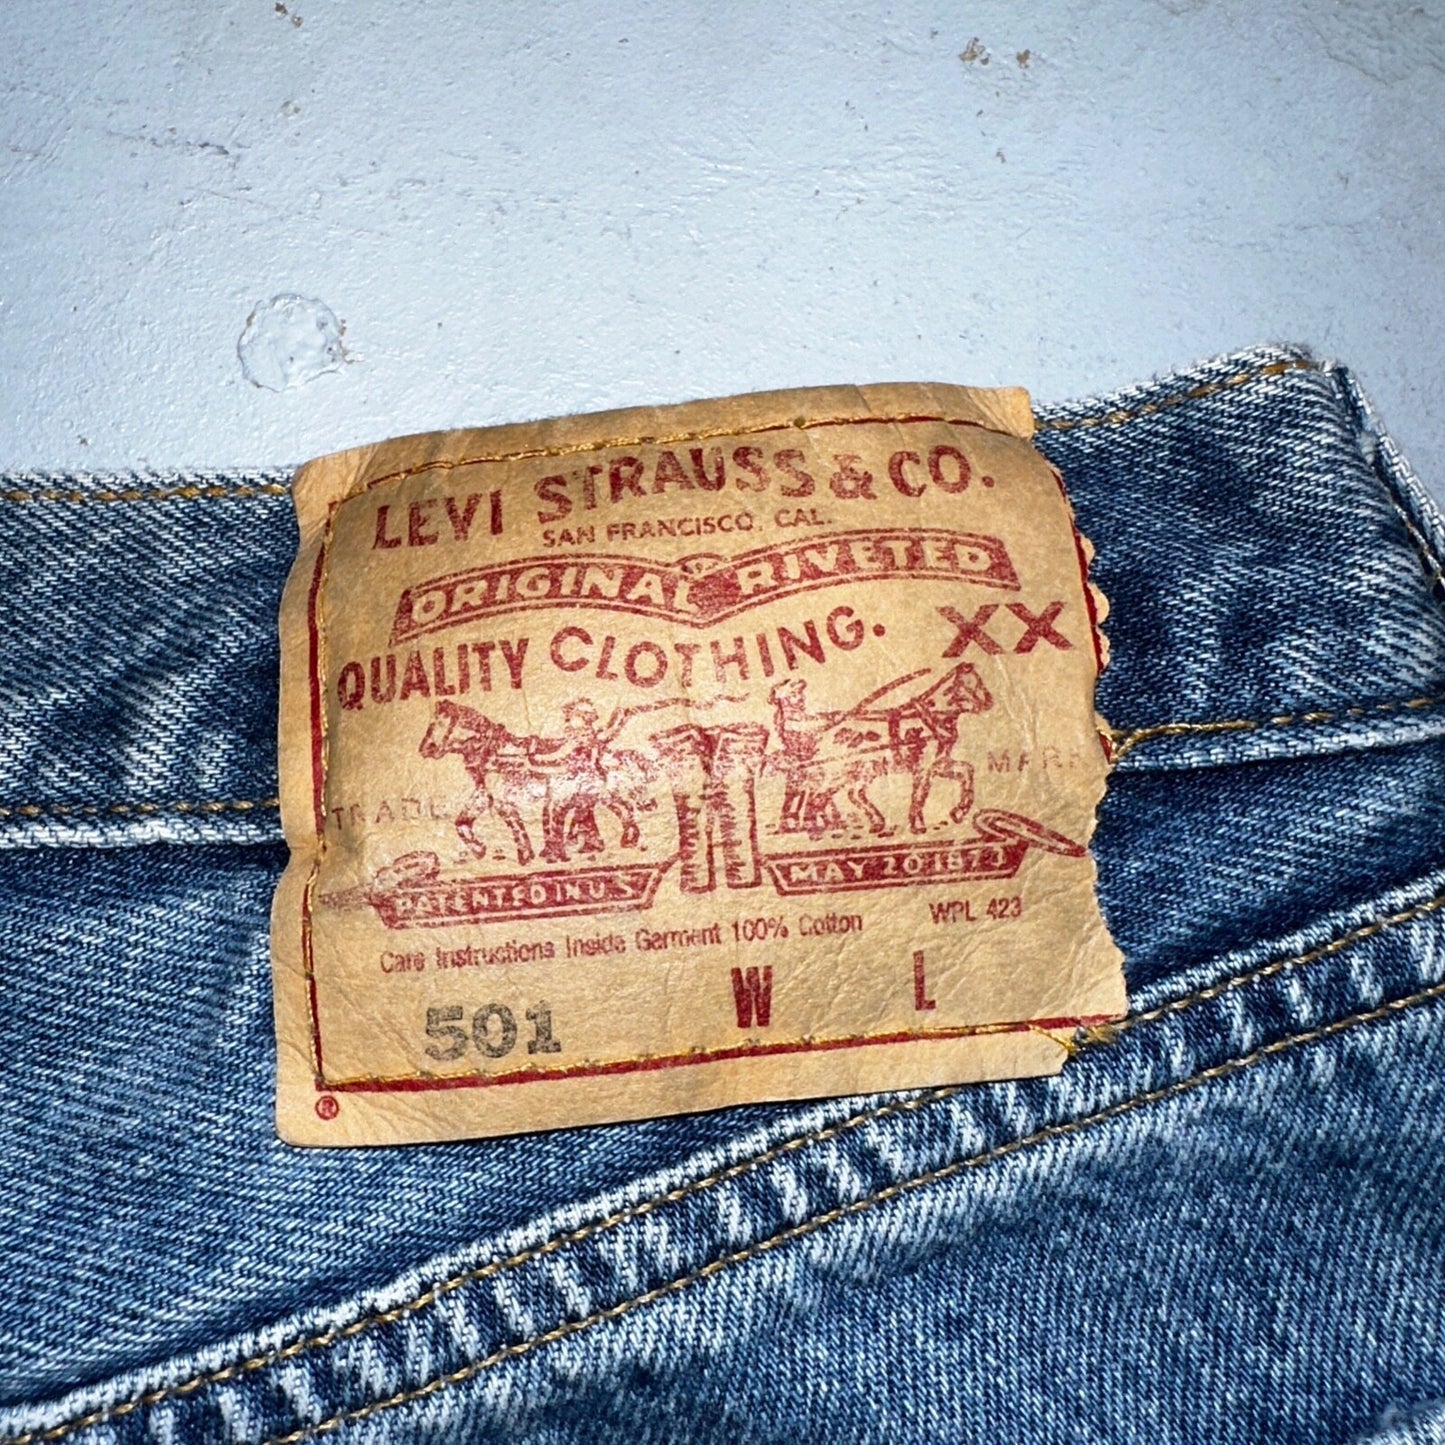 LEVI STRAUSS & CO.
SAN FRANCISCO, CAL.
ORIGINAL RIVETED
QUALITY CLOTHING. XX
TRADE MARK
PATENTED IN U S MAY 20 1873
Care Instructions Inside Garment 100% Cotton WPL 423
501 W L
®